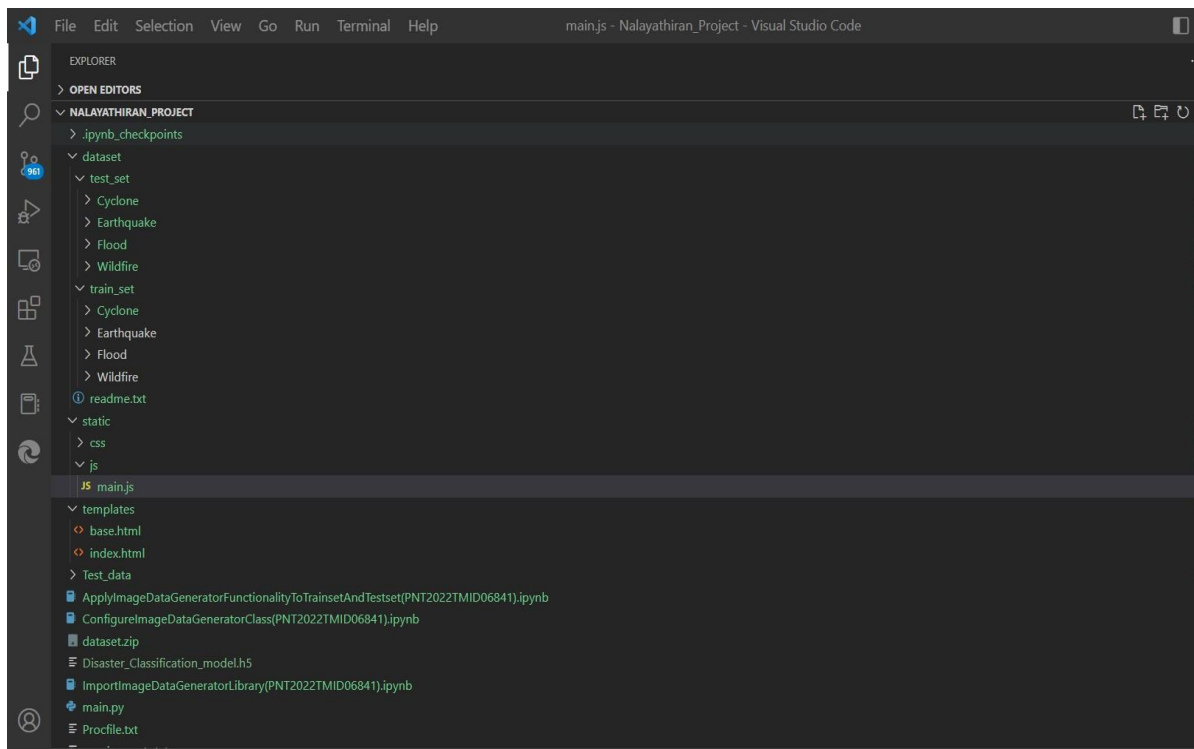 File Edit Selection View Go Run Terminal Help main.js - Nalayathiran_Project - Visual Studio Code
EXPLORER
OPEN EDITORS
NALAYATHIRAN_PROJECT
.ipynb_checkpoints
dataset
test_set
Cyclone
Earthquake
Flood
Wildfire
train_set
Cyclone
Earthquake
Flood
Wildfire
readme.txt
static
css
js
JS main.js
templates
base.html
index.html
Test_data
ApplyImageDataGeneratorFunctionalityToTrainsetAndTestset(PNT2022TMID06841).ipynb
ConfigureImageDataGeneratorClass(PNT2022TMID06841).ipynb
dataset.zip
Disaster_Classification_model.h5
ImportImageDataGeneratorLibrary(PNT2022TMID06841).ipynb
main.py
Procfile.txt
961